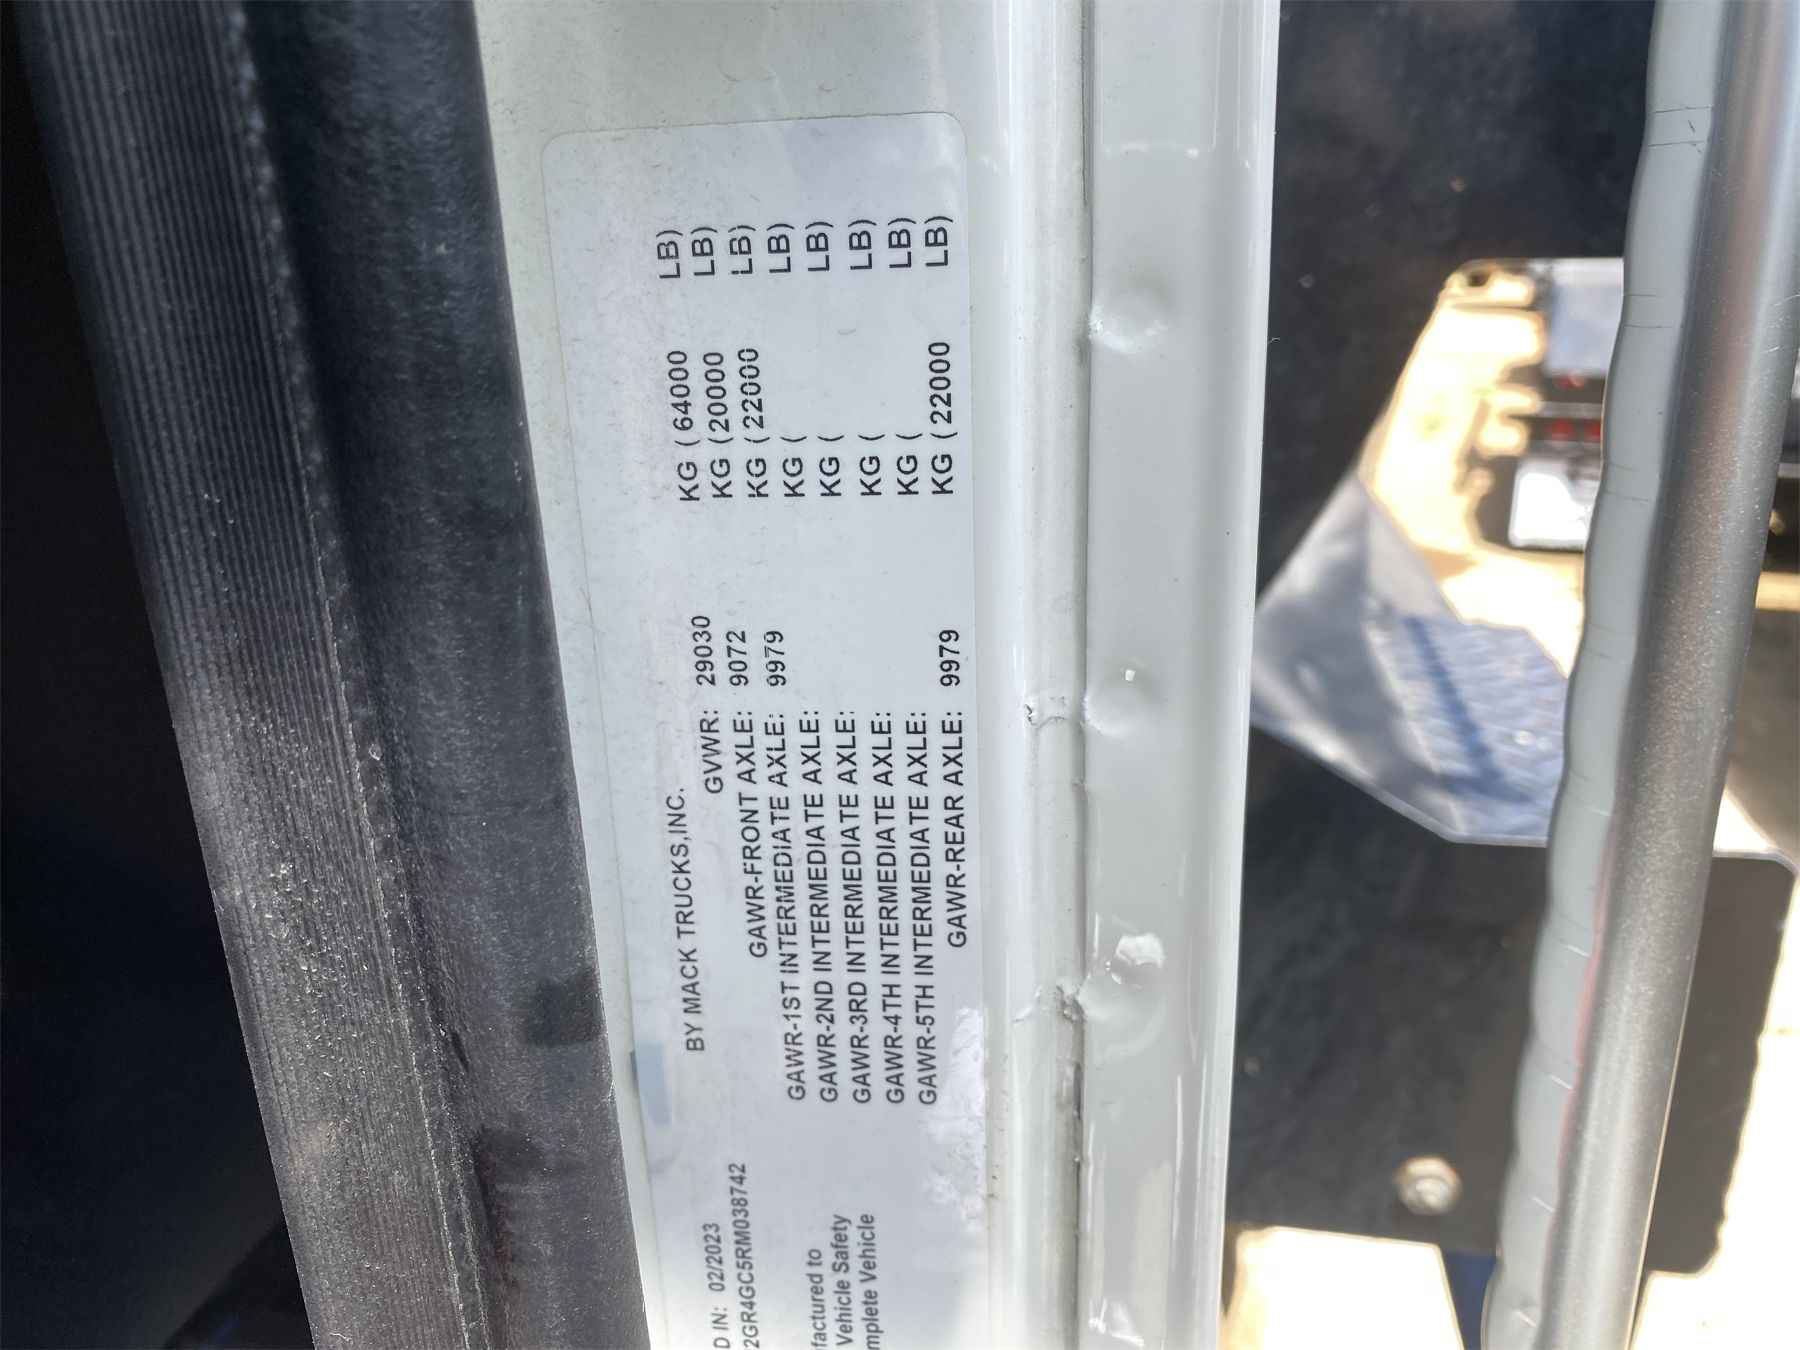 D IN: 02/2023
2GR4GC5RM038742
factured to
Vehicle Safety
mplete Vehicle
BY MACK TRUCKS,INC.
GVWR: 29030 KG ( 64000 LB)
GAWR-FRONT AXLE: 9072 KG ( 20000 LB)
GAWR-1ST INTERMEDIATE AXLE: 9979 KG ( 22000 LB)
GAWR-2ND INTERMEDIATE AXLE: KG ( LB)
GAWR-3RD INTERMEDIATE AXLE: KG ( LB)
GAWR-4TH INTERMEDIATE AXLE: KG ( LB)
GAWR-5TH INTERMEDIATE AXLE: KG ( LB)
GAWR-REAR AXLE: 9979 KG ( 22000 LB)